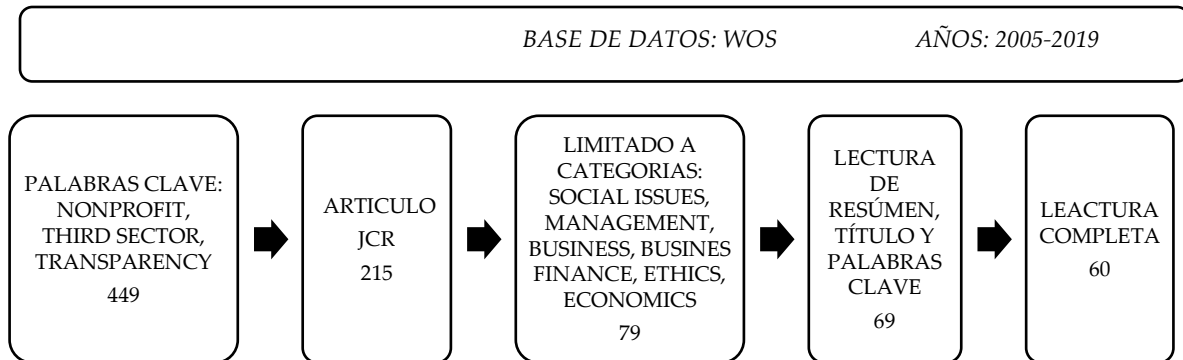 BASE DE DATOS: WOS AÑOS: 2005-2019
PALABRAS CLAVE:
NONPROFIT,
THIRD SECTOR,
TRANSPARENCY
449
ARTICULO
JCR
215
LIMITADO A
CATEGORIAS:
SOCIAL ISSUES,
MANAGEMENT,
BUSINESS, BUSINES
FINANCE, ETHICS,
ECONOMICS
79
LECTURA
DE
RESÚMEN,
TÍTULO Y
PALABRAS
CLAVE
69
LEACTURA
COMPLETA
60